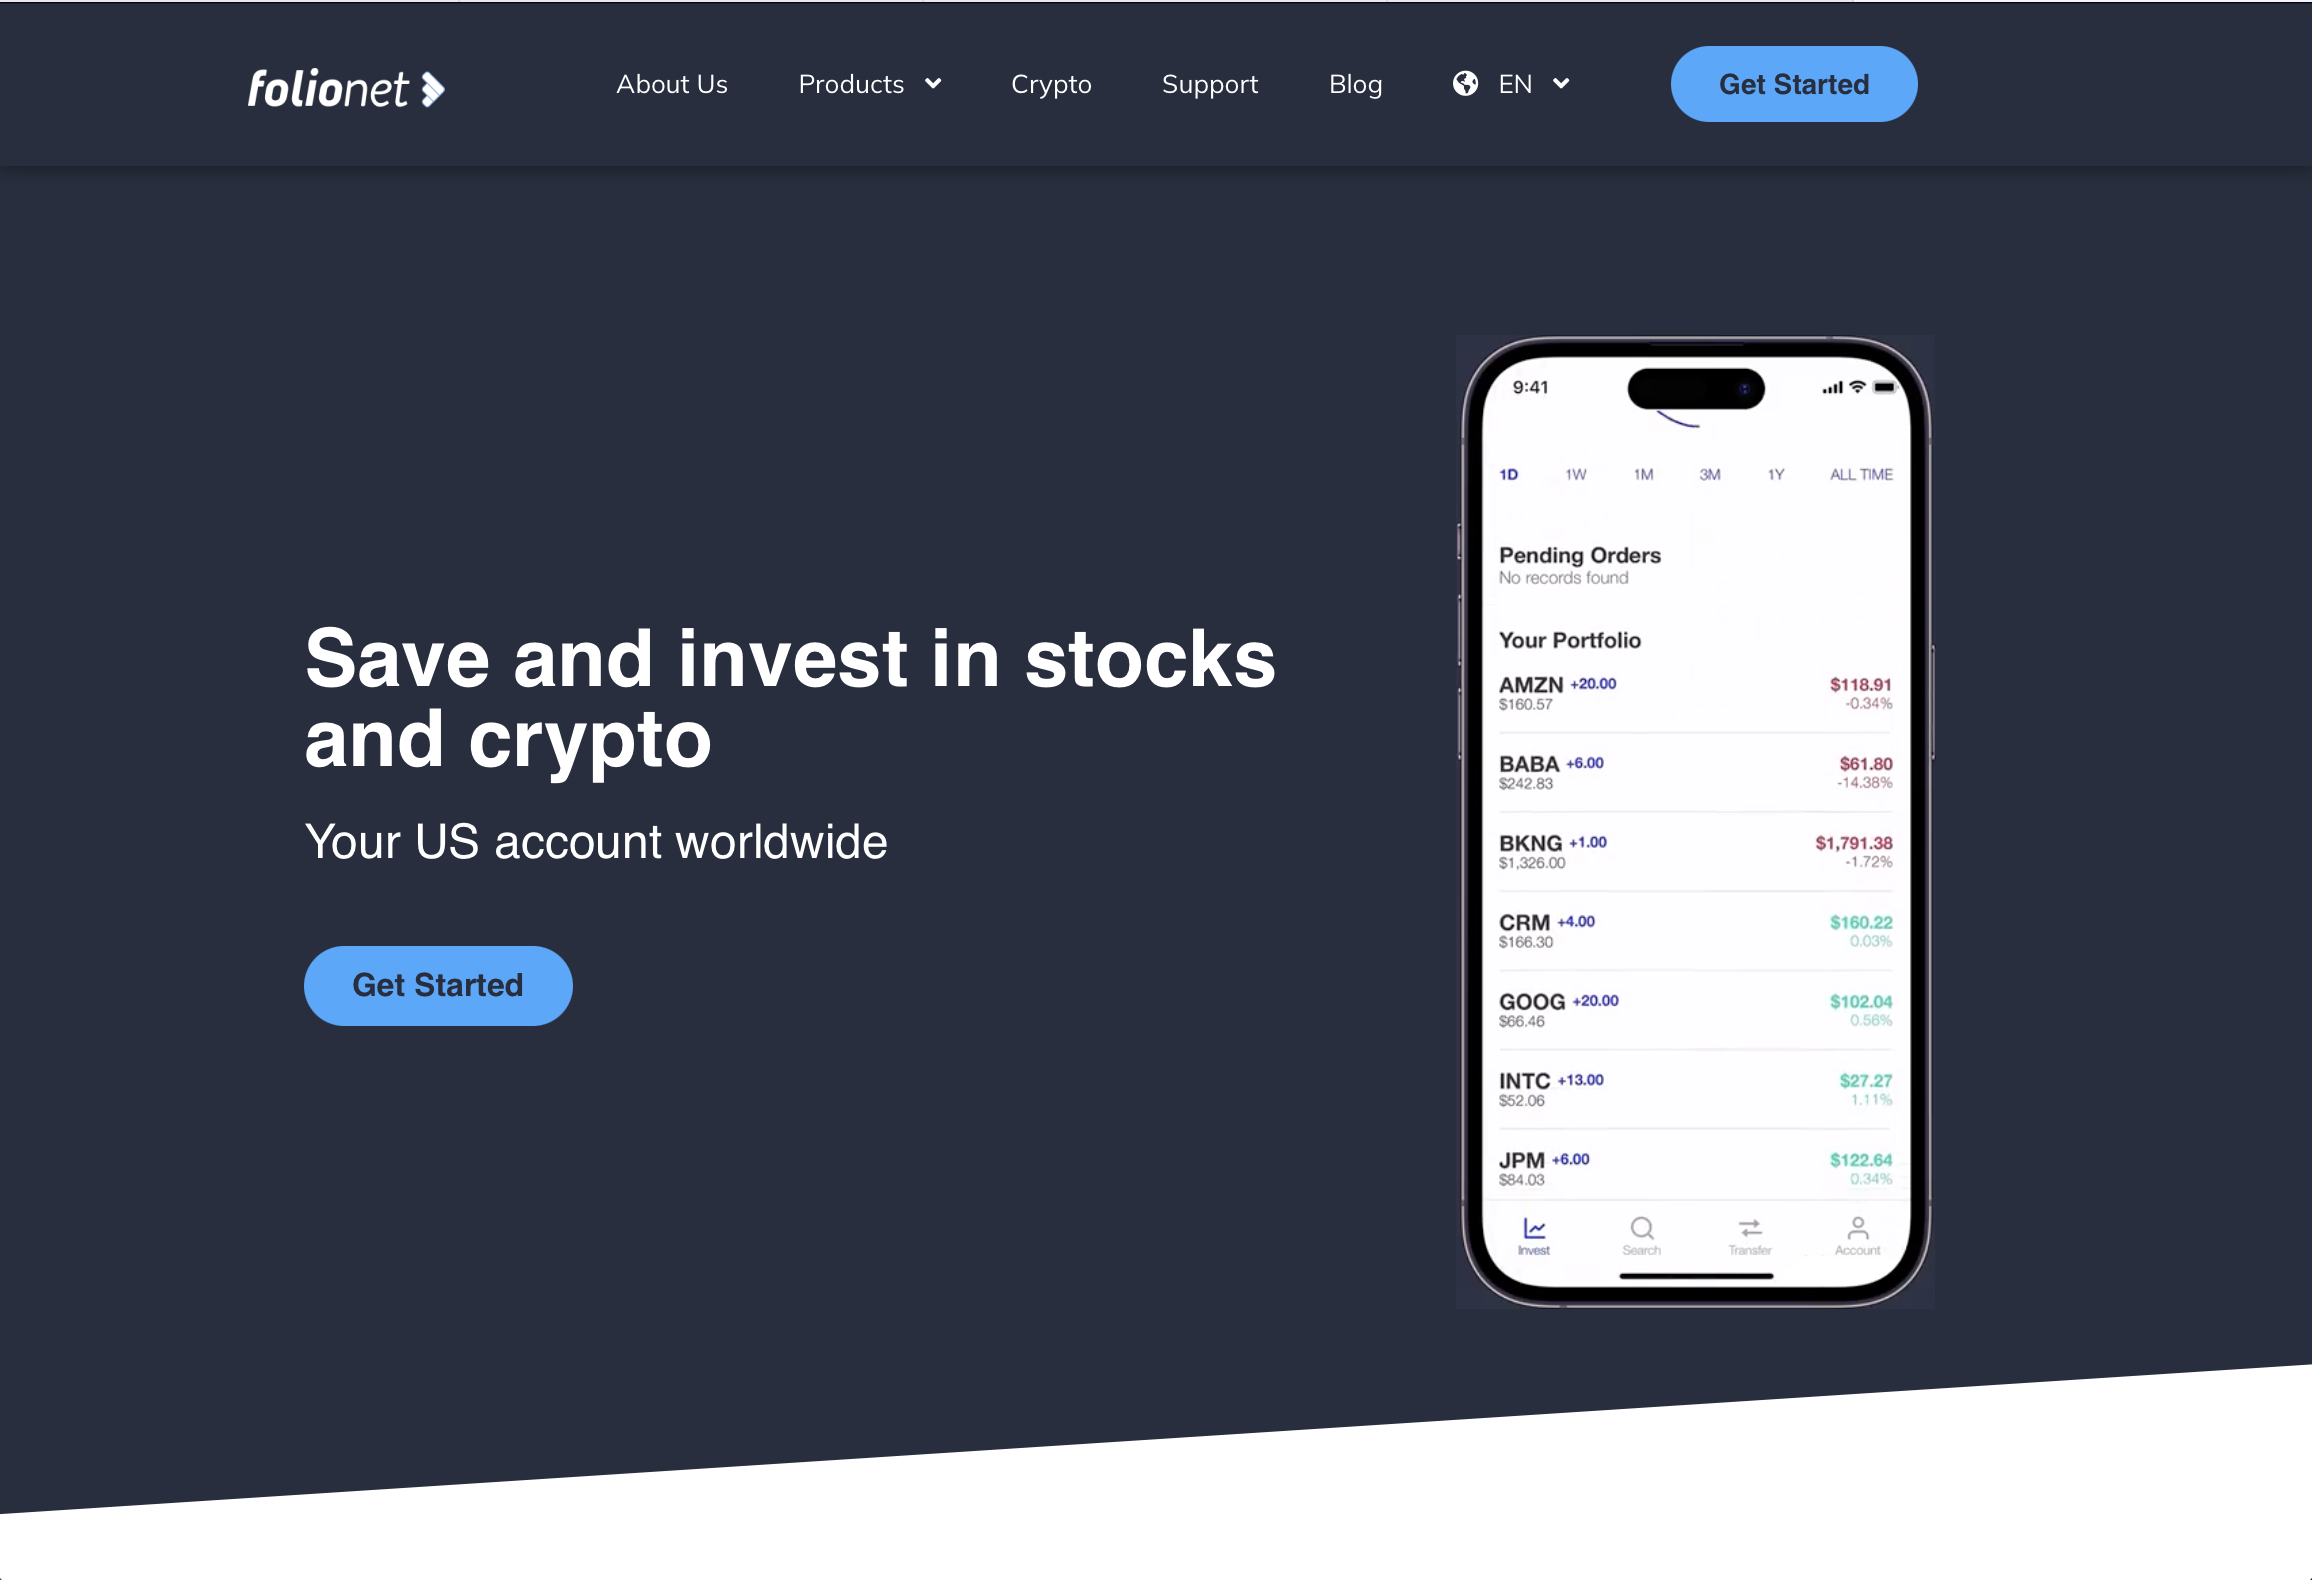 folionet
About Us Products Crypto Support Blog EN Get Started
Save and invest in stocks
and crypto
Your US account worldwide
Get Started
9:41
1D 1W 1M 3M 1Y ALL TIME
Pending Orders
No records found
Your Portfolio
AMZN +20.00 $118.91
$160.57 -0.34%
BABA +6.00 $61.80
$242.83 -14.38%
BKNG +1.00 $1,791.38
$1,326.00 -1.72%
CRM +4.00 $160.22
$166.30 0.03%
GOOG +20.00 $102.04
$66.46 0.56%
INTC +13.00 $27.27
$52.06 1.11%
JPM +6.00 $122.64
$84.03 0.34%
Invest Search Transfer Account